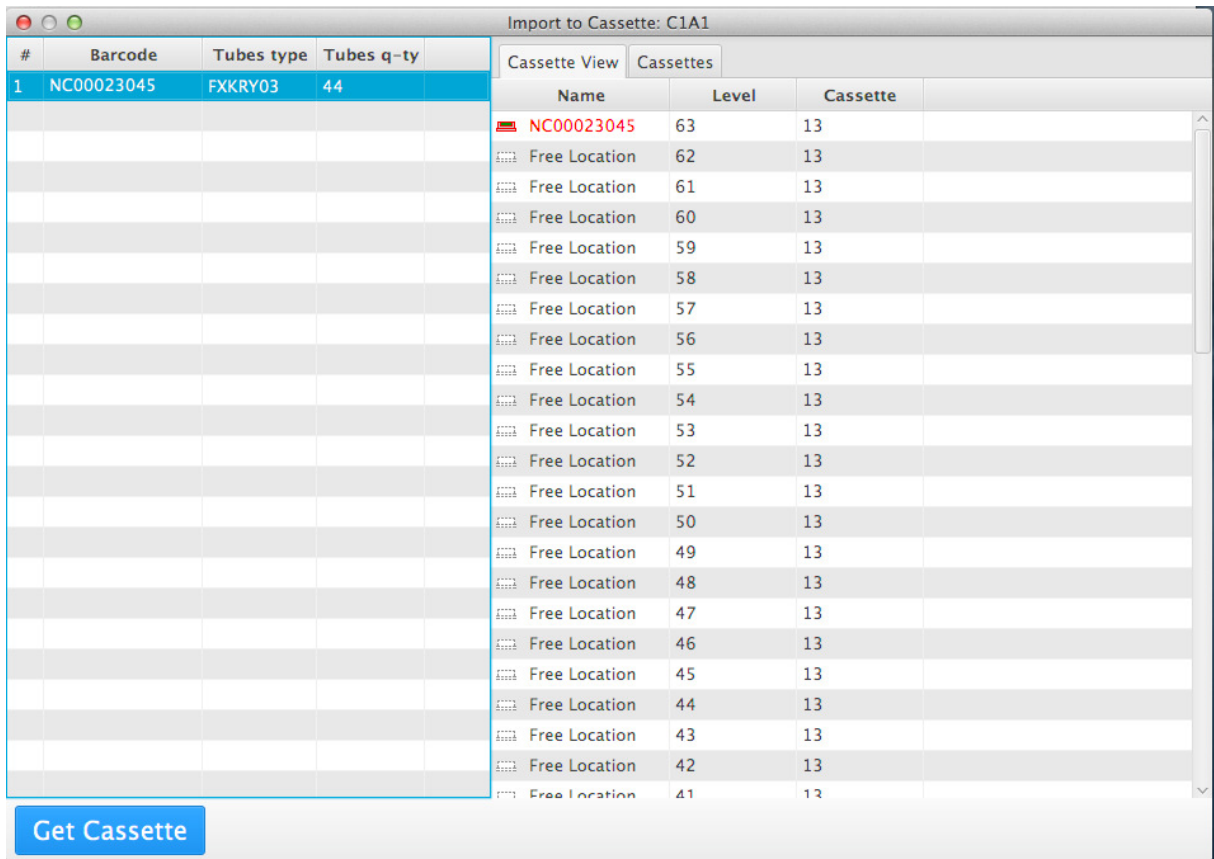 Import to Cassette: C1A1
# Barcode Tubes type Tubes q-ty
1 NC00023045 FXKRY03 44
Cassette View Cassettes
Name Level Cassette
NC00023045 63 13
Free Location 62 13
Free Location 61 13
Free Location 60 13
Free Location 59 13
Free Location 58 13
Free Location 57 13
Free Location 56 13
Free Location 55 13
Free Location 54 13
Free Location 53 13
Free Location 52 13
Free Location 51 13
Free Location 50 13
Free Location 49 13
Free Location 48 13
Free Location 47 13
Free Location 46 13
Free Location 45 13
Free Location 44 13
Free Location 43 13
Free Location 42 13
Free Location 41 13
Get Cassette